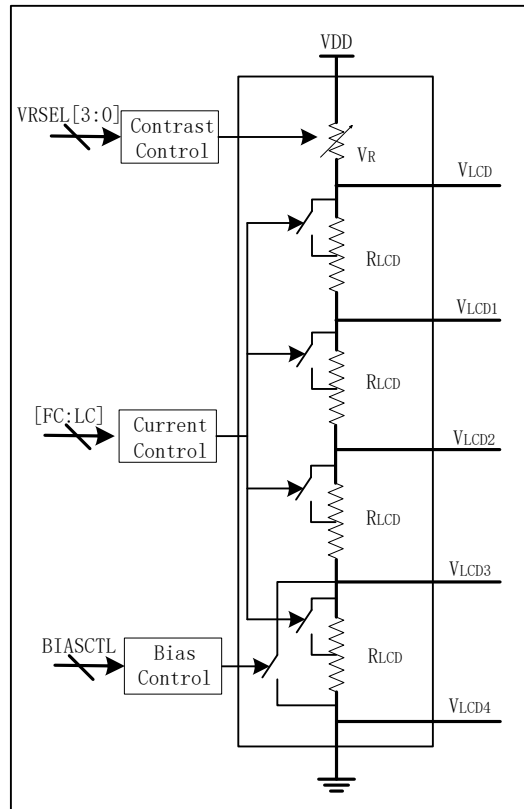 VDD
VRSEL[3:0]
Contrast
Control
VR
VLCD
RLCD
VLCD1
RLCD
[FC:LC]
Current
Control
VLCD2
RLCD
VLCD3
BIASCTL
Bias
Control
RLCD
VLCD4